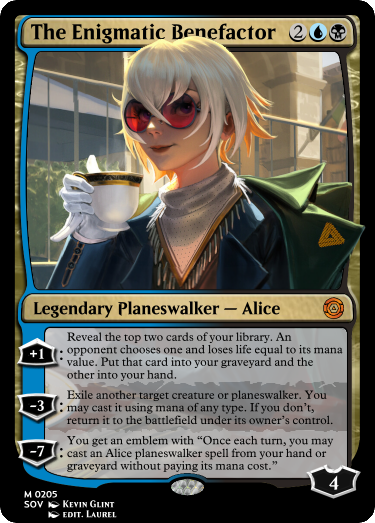 The Enigmatic Benefactor 2
Legendary Planeswalker — Alice
+1: Reveal the top two cards of your library. An
opponent chooses one and loses life equal to its mana
value. Put that card into your graveyard and the
other into your hand.
-3: Exile another target creature or planeswalker. You
may cast it using mana of any type. If you don't,
return it to the battlefield under its owner's control.
-7: You get an emblem with “Once each turn, you may
cast an Alice planeswalker spell from your hand or
graveyard without paying its mana cost.”
4
M 0205
SOV Kevin Glint
edit. Laurel